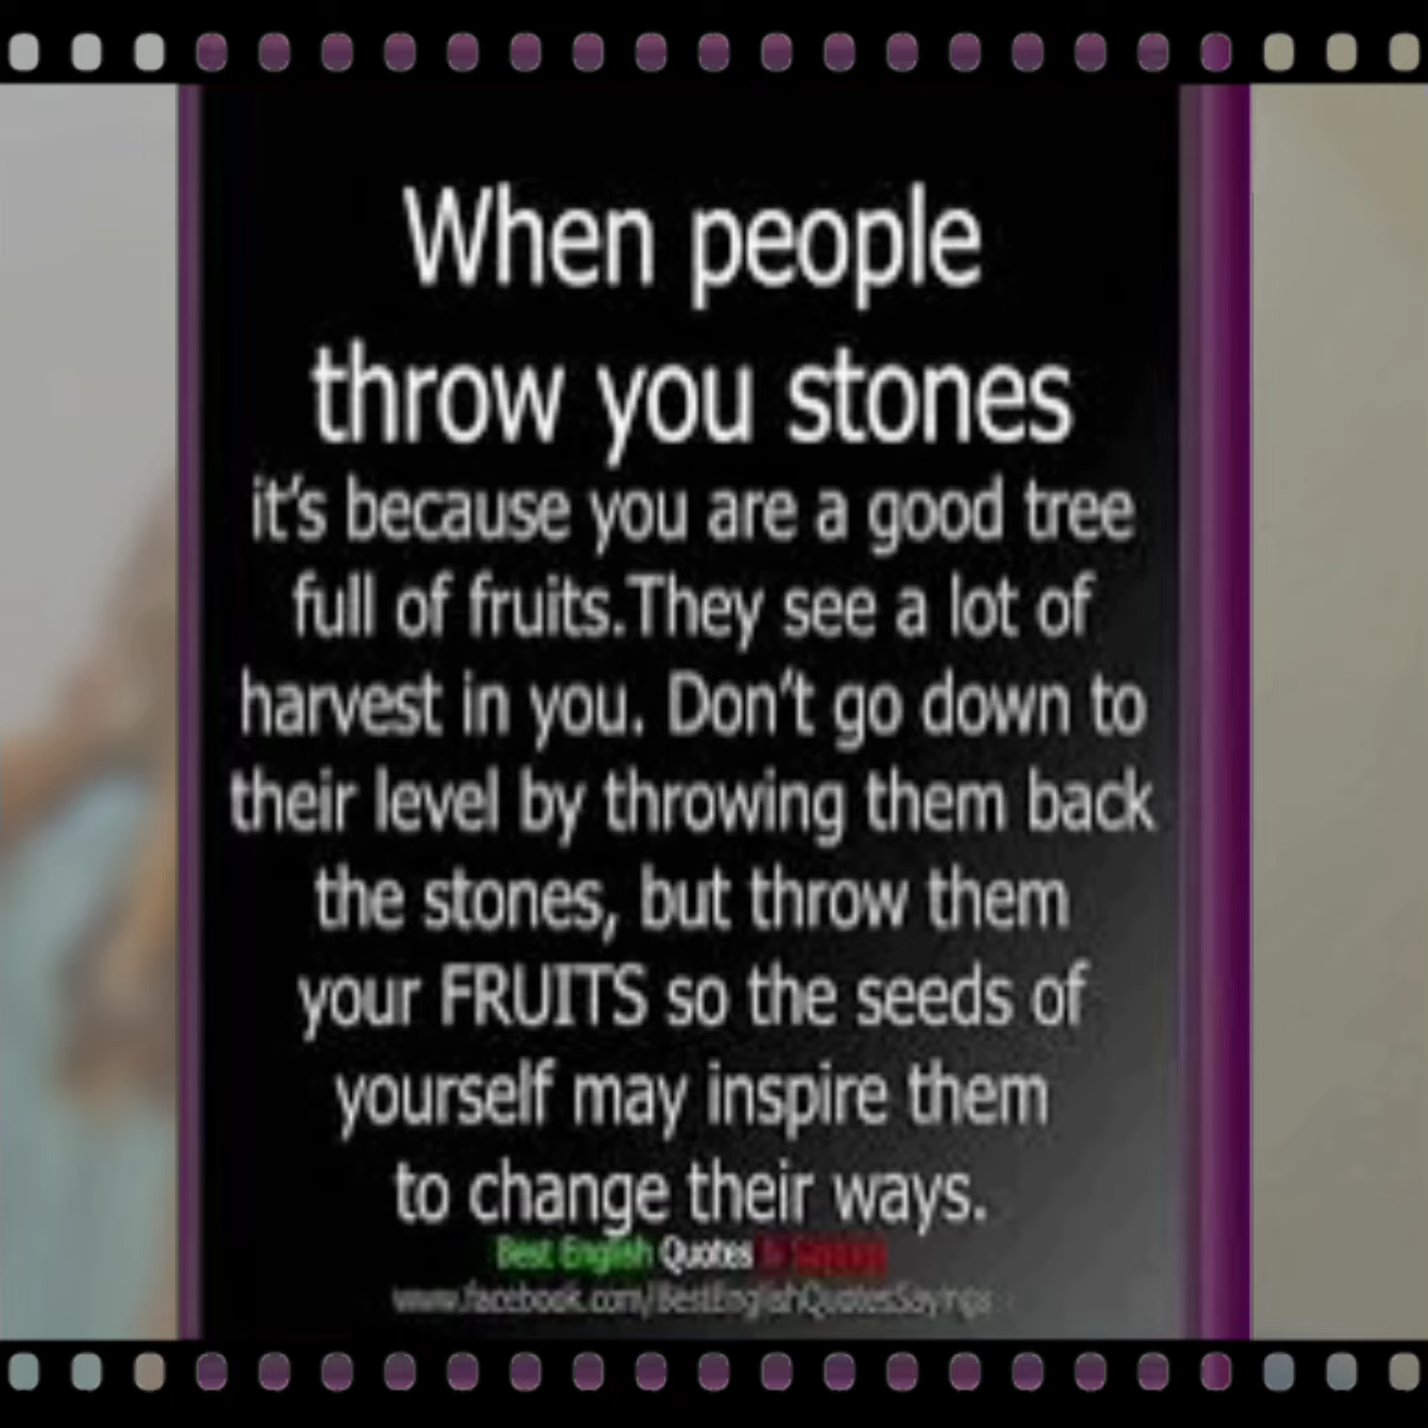 When people
throw you stones
it's because you are a good tree
full of fruits.They see a lot of
harvest in you. Don't go down to
their level by throwing them back
the stones, but throw them
your FRUITS so the seeds of
yourself may inspire them
to change their ways.
Best English Quotes
www.facebook.com/BestEnglishQuotesSayings